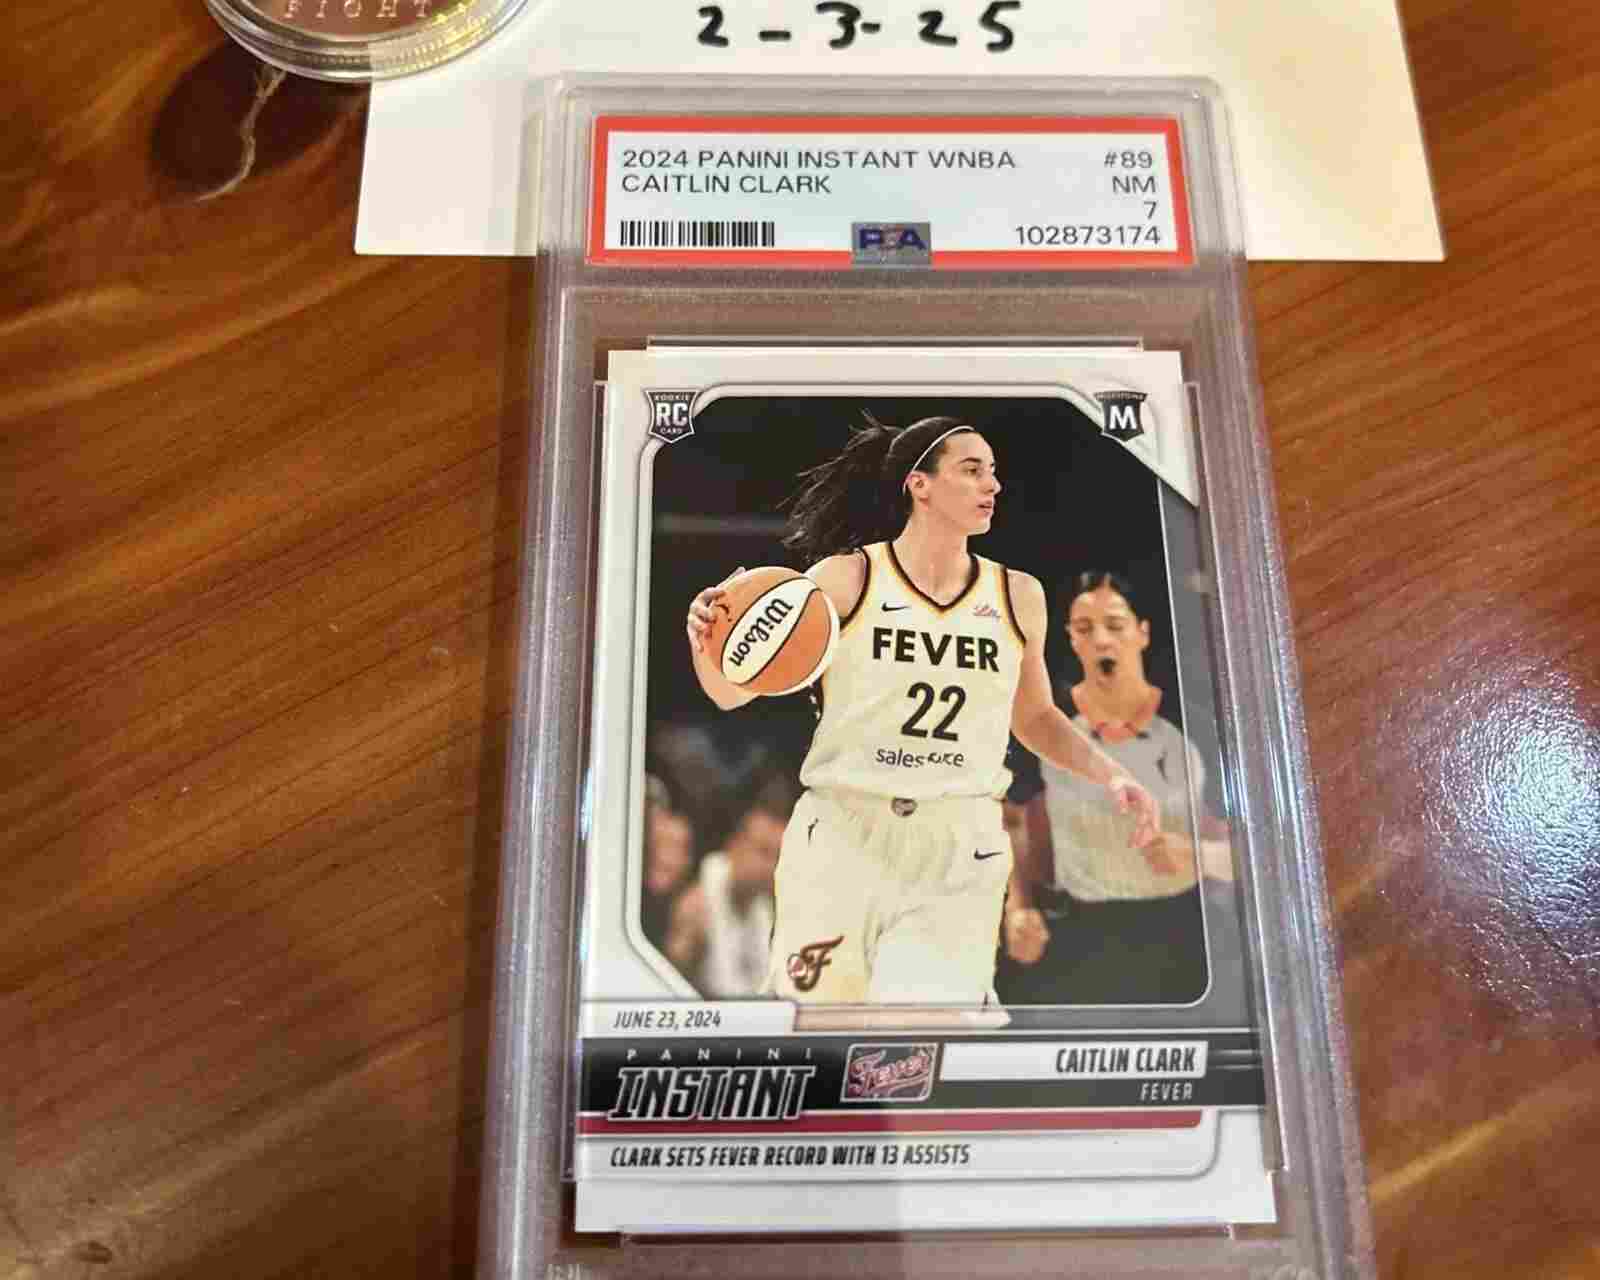 FIGHT
2-3-25
2024 PANINI INSTANT WNBA #89
CAITLIN CLARK NM
7
PSA 102873174
ROOKIE
RC
CARD
MILESTONE
M
Wilson
FEVER
22
salesforce
F
JUNE 23, 2024
PANINI
INSTANT
Fever
CAITLIN CLARK
FEVER
CLARK SETS FEVER RECORD WITH 13 ASSISTS